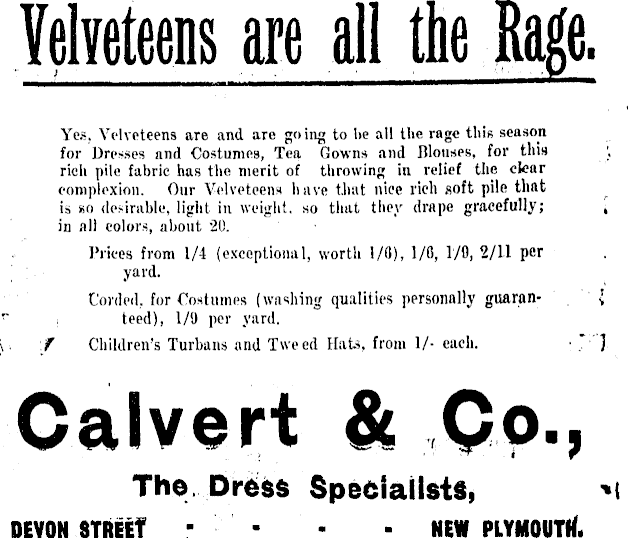 Velveteens are all the Rage.
Yes, Velveteens are and are going to be all the rage this season
for Dresses and Costumes, Tea Gowns and Blouses, for this
rich pile fabric has the merit of throwing in relief the clear
complexion. Our Velveteens have that nice rich soft pile that
is so desirable, light in weight, so that they drape gracefully;
in all colors, about 20.
Prices from 1/4 (exceptional, worth 1/6), 1/6, 1/9, 2/11 per
yard.
Corded, for Costumes (washing qualities personally guaran-
teed), 1/9 per yard.
Children's Turbans and Tweed Hats, from 1/- each.
Calvert & Co.,
The Dress Specialists,
DEVON STREET - - - - NEW PLYMOUTH.